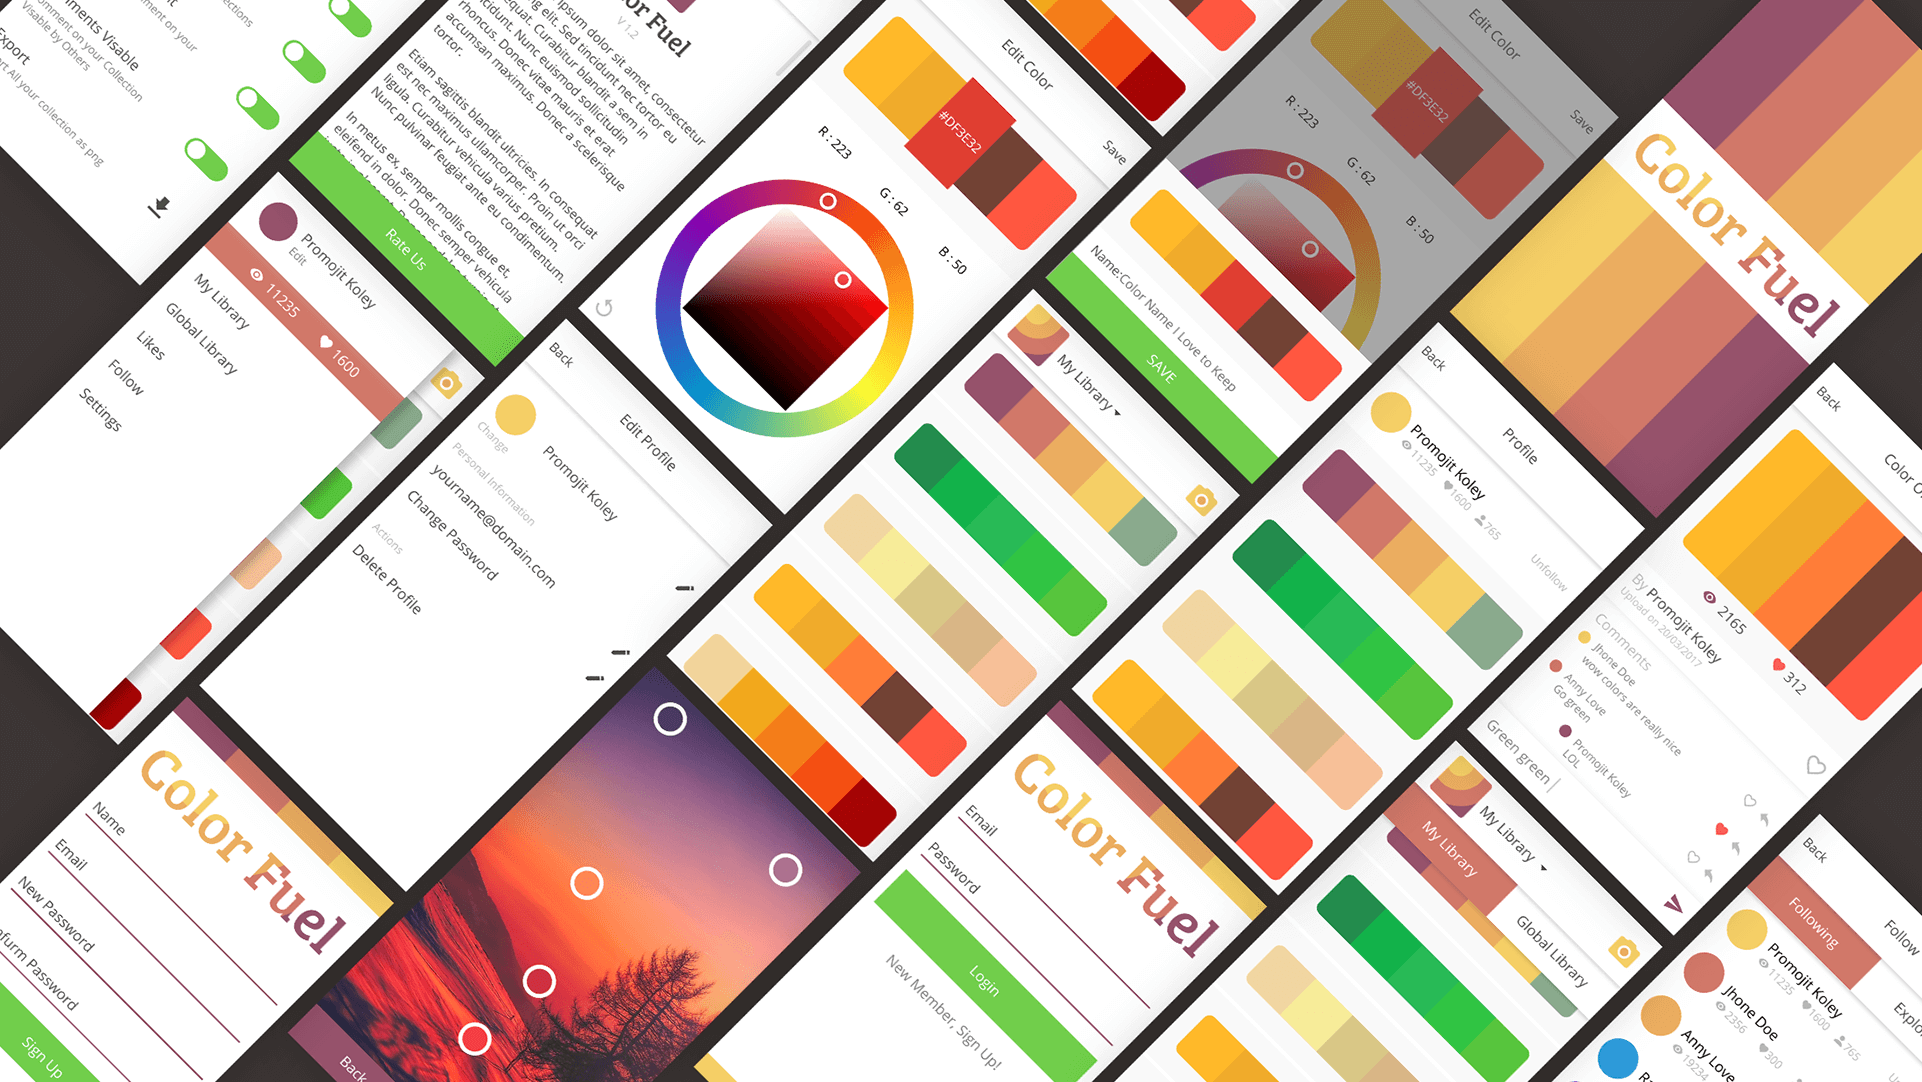 ments Visable
omment on your Collection
Visable by Others
Export
rt All your collection as png
Color Fuel
V 1.2
psum dolor sit amet, consectetur
ng elit. Sed tincidunt nec tortor eu
cidunt. Nunc euismod sollicitudin
quat. Curabitur blandit a sem in
rhoncus. Donec vitae mauris et erat
accumsan maximus. Donec a scelerisque
tortor.
Etiam sagittis blandit ultricies. In consequat
est nec maximus ullamcorper. Proin ut orci
ligula. Curabitur vehicula varius pretium.
Nunc pulvinar feugiat ante eu condimentum.
In metus ex, semper mollis congue et,
eleifend in dolor. Donec semper vehicula
Rate Us
Promojit Koley
Edit
11235
1600
My Library
Global Library
Likes
Follow
Settings
Back
Edit Profile
Change
Promojit Koley
Personal Information
yourname@domain.com
Change Password
Actions
Delete Profile
Edit Color
Save
#DF3E32
R : 223
G : 62
B : 50
Edit Color
Save
#DF3E32
R : 223
G : 62
B : 50
Name:Color Name I Love to Keep
SAVE
My Library
Color Fuel
Back
Profile
Promojit Koley
11235
1600
765
Unfollow
Back
Color O
2165
312
By Promojit Koley
Upload on 20/03/2017
Comments
Jhone Doe
wow colors are really nice
Anny Love
Go green
Promojit Koley
LOL
Green green |
Color Fuel
Name
Email
New Password
nfurm Password
Sign Up
Back
Color Fuel
Email
Password
Login
New Member, Sign Up!
My Library
My Library
Global Library
Back
Follow
Following
Explo
Promojit Koley
11235
1600
765
Jhone Doe
2356
300
Anny Love
19234